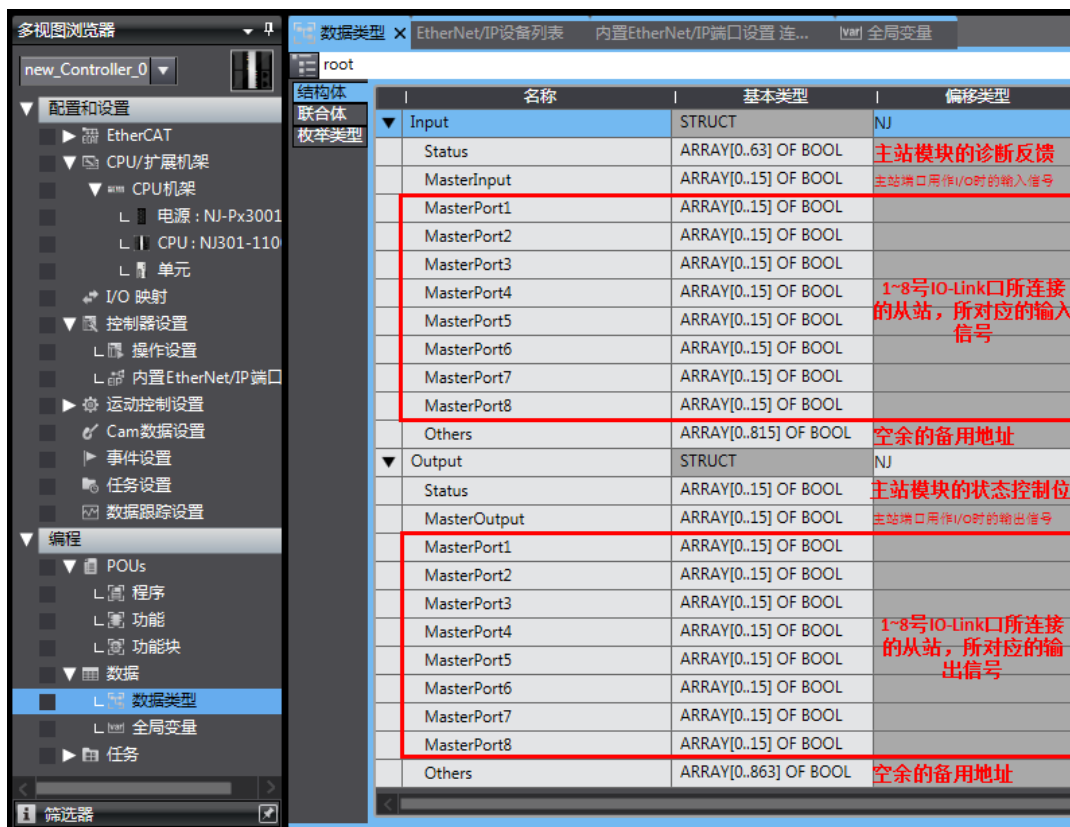 多视图浏览器
new_Controller_0
配置和设置
EtherCAT
CPU/扩展机架
CPU机架
电源 : NJ-Px3001
CPU : NJ301-110
单元
I/O 映射
控制器设置
操作设置
内置EtherNet/IP端口
运动控制设置
Cam数据设置
事件设置
任务设置
数据跟踪设置
编程
POUs
程序
功能
功能块
数据
数据类型
全局变量
任务
筛选器
数据类型 EtherNet/IP设备列表 内置EtherNet/IP端口设置 连... var 全局变量
root
结构体
联合体
枚举类型
名称 基本类型 偏移类型
Input STRUCT NJ
Status ARRAY[0..63] OF BOOL 主站模块的诊断反馈
MasterInput ARRAY[0..15] OF BOOL 主站端口用作I/O时的输入信号
MasterPort1 ARRAY[0..15] OF BOOL
MasterPort2 ARRAY[0..15] OF BOOL
MasterPort3 ARRAY[0..15] OF BOOL
MasterPort4 ARRAY[0..15] OF BOOL
MasterPort5 ARRAY[0..15] OF BOOL
MasterPort6 ARRAY[0..15] OF BOOL
MasterPort7 ARRAY[0..15] OF BOOL
MasterPort8 ARRAY[0..15] OF BOOL
1~8号IO-Link口所连接
的从站，所对应的输入
信号
Others ARRAY[0..815] OF BOOL 空余的备用地址
Output STRUCT NJ
Status ARRAY[0..15] OF BOOL 主站模块的状态控制位
MasterOutput ARRAY[0..15] OF BOOL 主站端口用作I/O时的输出信号
MasterPort1 ARRAY[0..15] OF BOOL
MasterPort2 ARRAY[0..15] OF BOOL
MasterPort3 ARRAY[0..15] OF BOOL
MasterPort4 ARRAY[0..15] OF BOOL
MasterPort5 ARRAY[0..15] OF BOOL
MasterPort6 ARRAY[0..15] OF BOOL
MasterPort7 ARRAY[0..15] OF BOOL
MasterPort8 ARRAY[0..15] OF BOOL
1~8号IO-Link口所连接
的从站，所对应的输
出信号
Others ARRAY[0..863] OF BOOL 空余的备用地址